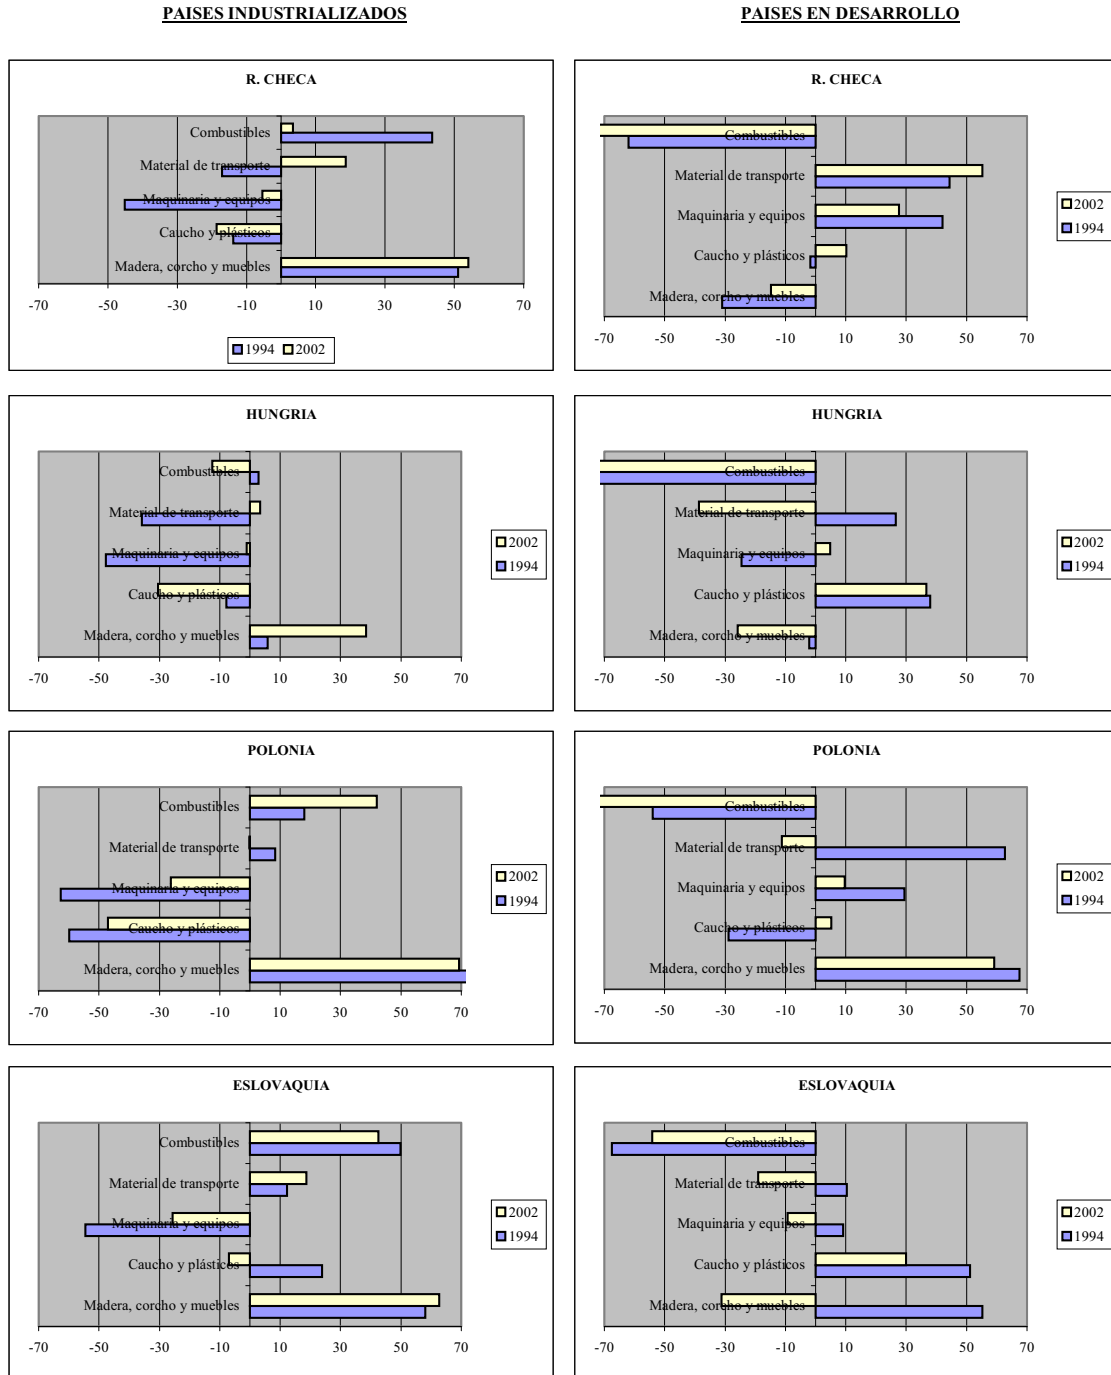 PAISES INDUSTRIALIZADOS
PAISES EN DESARROLLO
R. CHECA
Combustibles
Material de transporte
Maquinaria y equipos
Caucho y plásticos
Madera, corcho y muebles
-70 -50 -30 -10 10 30 50 70
1994 2002
R. CHECA
Combustibles
Material de transporte
Maquinaria y equipos
Caucho y plásticos
Madera, corcho y muebles
-70 -50 -30 -10 10 30 50 70
2002
1994
HUNGRIA
Combustibles
Material de transporte
Maquinaria y equipos
Caucho y plásticos
Madera, corcho y muebles
-70 -50 -30 -10 10 30 50 70
2002
1994
HUNGRIA
Combustibles
Material de transporte
Maquinaria y equipos
Caucho y plásticos
Madera, corcho y muebles
-70 -50 -30 -10 10 30 50 70
2002
1994
POLONIA
Combustibles
Material de transporte
Maquinaria y equipos
Caucho y plásticos
Madera, corcho y muebles
-70 -50 -30 -10 10 30 50 70
2002
1994
POLONIA
Combustibles
Material de transporte
Maquinaria y equipos
Caucho y plásticos
Madera, corcho y muebles
-70 -50 -30 -10 10 30 50 70
2002
1994
ESLOVAQUIA
Combustibles
Material de transporte
Maquinaria y equipos
Caucho y plásticos
Madera, corcho y muebles
-70 -50 -30 -10 10 30 50 70
2002
1994
ESLOVAQUIA
Combustibles
Material de transporte
Maquinaria y equipos
Caucho y plásticos
Madera, corcho y muebles
-70 -50 -30 -10 10 30 50 70
2002
1994